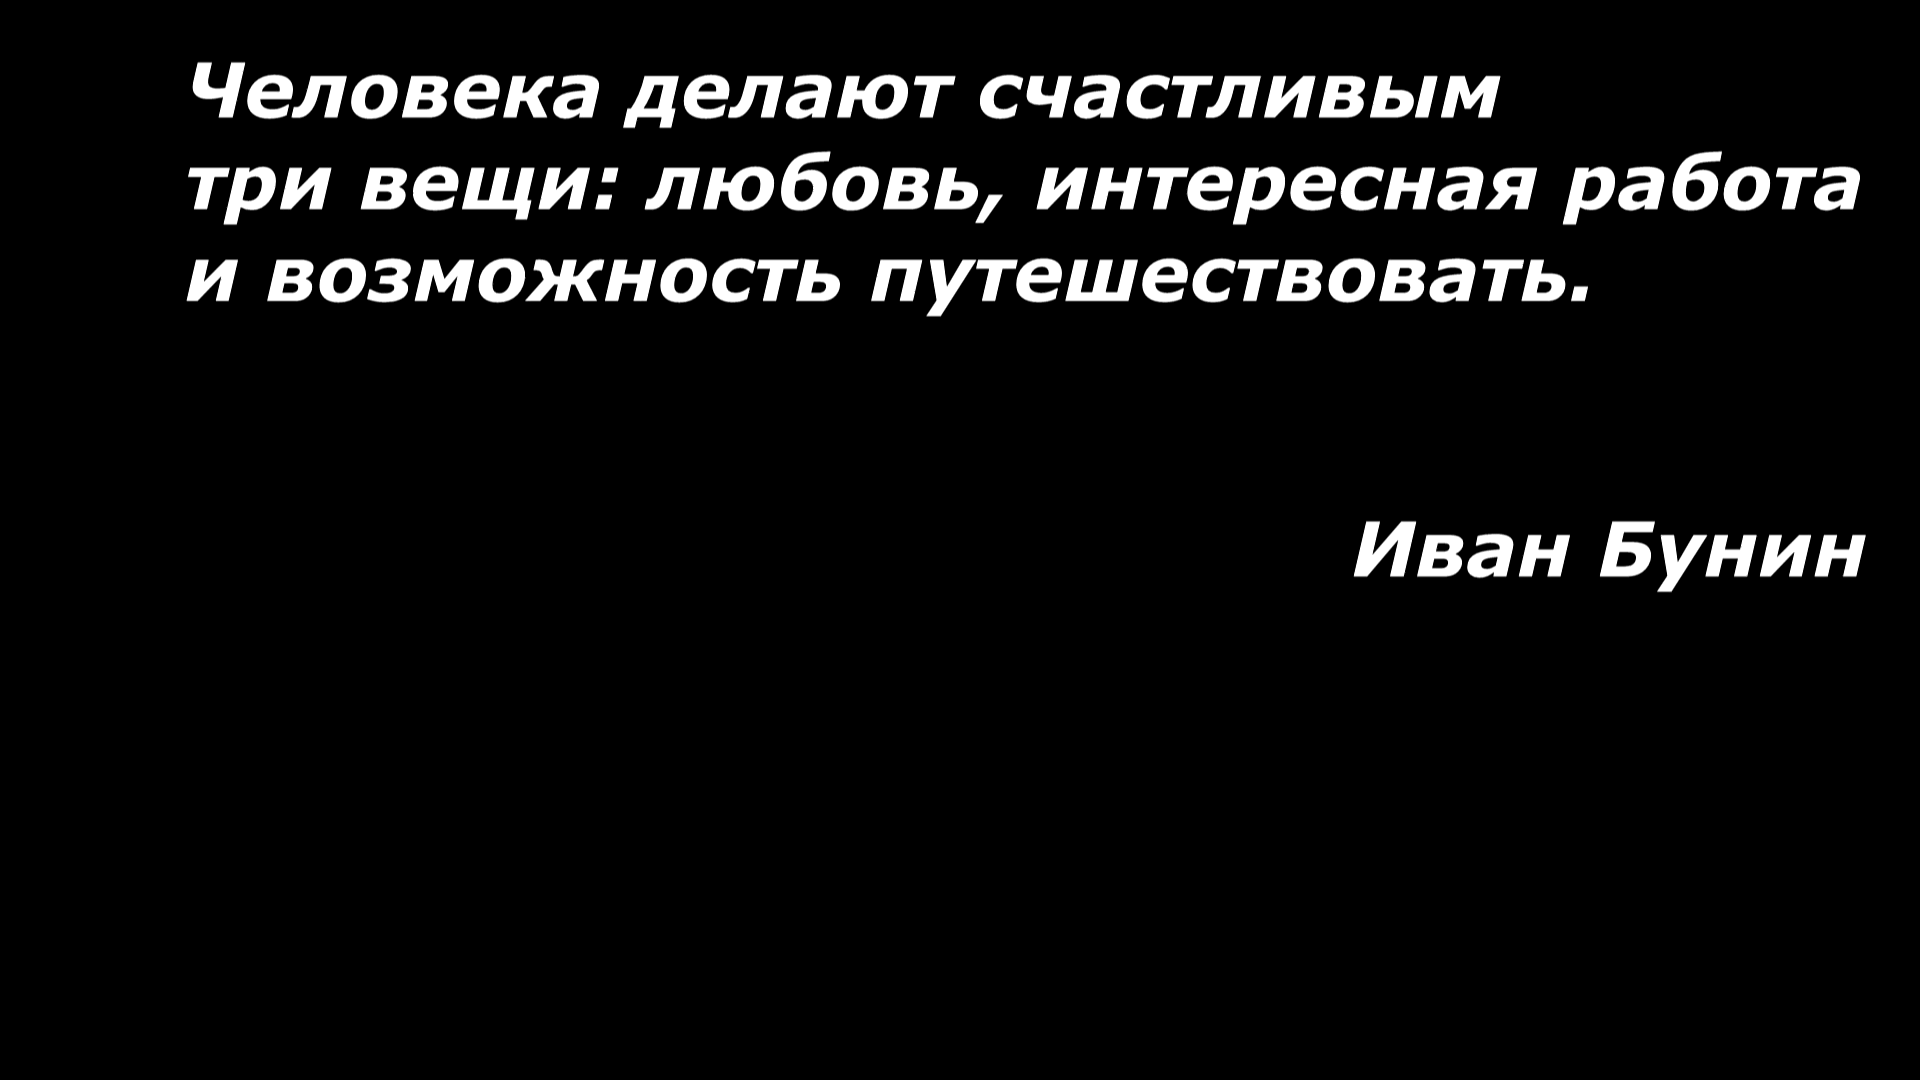 Человека делают счастливым
три вещи: любовь, интересная работа
и возможность путешествовать.
Иван Бунин